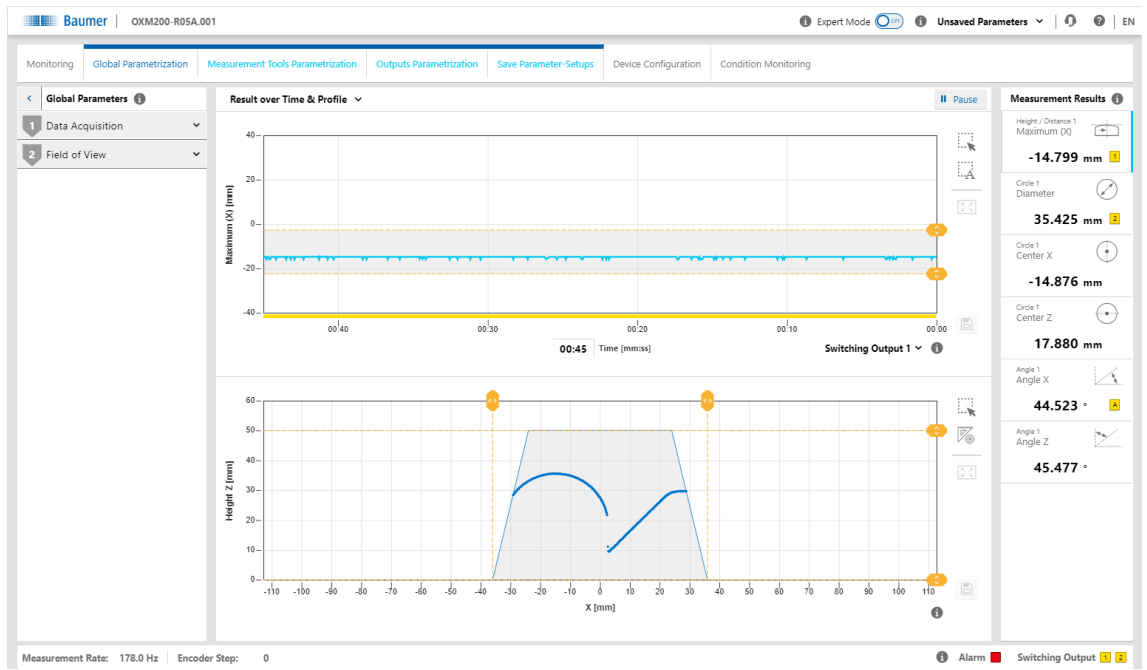 Baumer OXM200-R05A.001 Expert Mode OFF Unsaved Parameters EN
Monitoring Global Parametrization Measurement Tools Parametrization Outputs Parametrization Save Parameter-Setups Device Configuration Condition Monitoring
Global Parameters
1 Data Acquisition
2 Field of View
Result over Time & Profile Pause
Maximum (X) [mm]
40
20
0
-20
-40
00:40 00:30 00:20 00:10 00:00
00:45 Time [mm:ss] Switching Output 1
Height Z [mm]
60
50
40
30
20
10
0
-110 -100 -90 -80 -70 -60 -50 -40 -30 -20 -10 0 10 20 30 40 50 60 70 80 90 100 110
X [mm]
Measurement Results
Height / Distance 1
Maximum (X)
-14.799 mm 1
Circle 1
Diameter
35.425 mm 2
Circle 1
Center X
-14.876 mm
Circle 1
Center Z
17.880 mm
Angle 1
Angle X
44.523 ° A
Angle 1
Angle Z
45.477 °
Measurement Rate: 178.0 Hz Encoder Step: 0 Alarm Switching Output 1 2